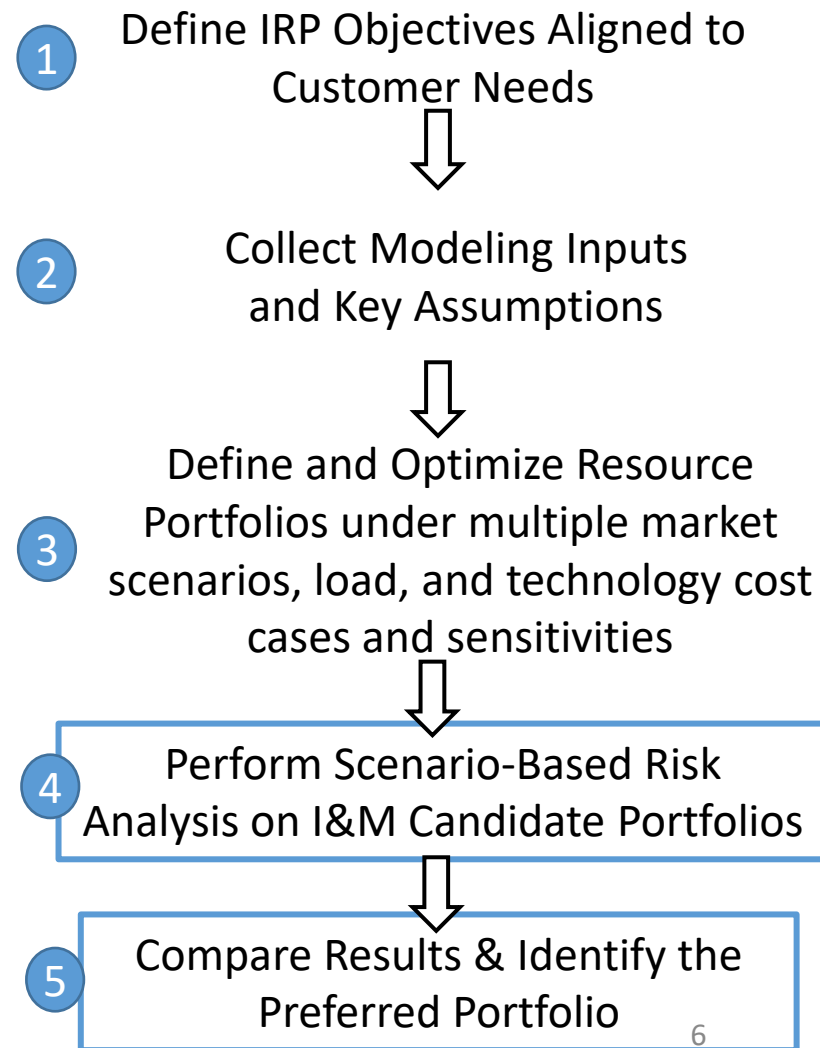 1
Define IRP Objectives Aligned to
Customer Needs
2
Collect Modeling Inputs
and Key Assumptions
3
Define and Optimize Resource
Portfolios under multiple market
scenarios, load, and technology cost
cases and sensitivities
4
Perform Scenario-Based Risk
Analysis on I&M Candidate Portfolios
5
Compare Results & Identify the
Preferred Portfolio
6